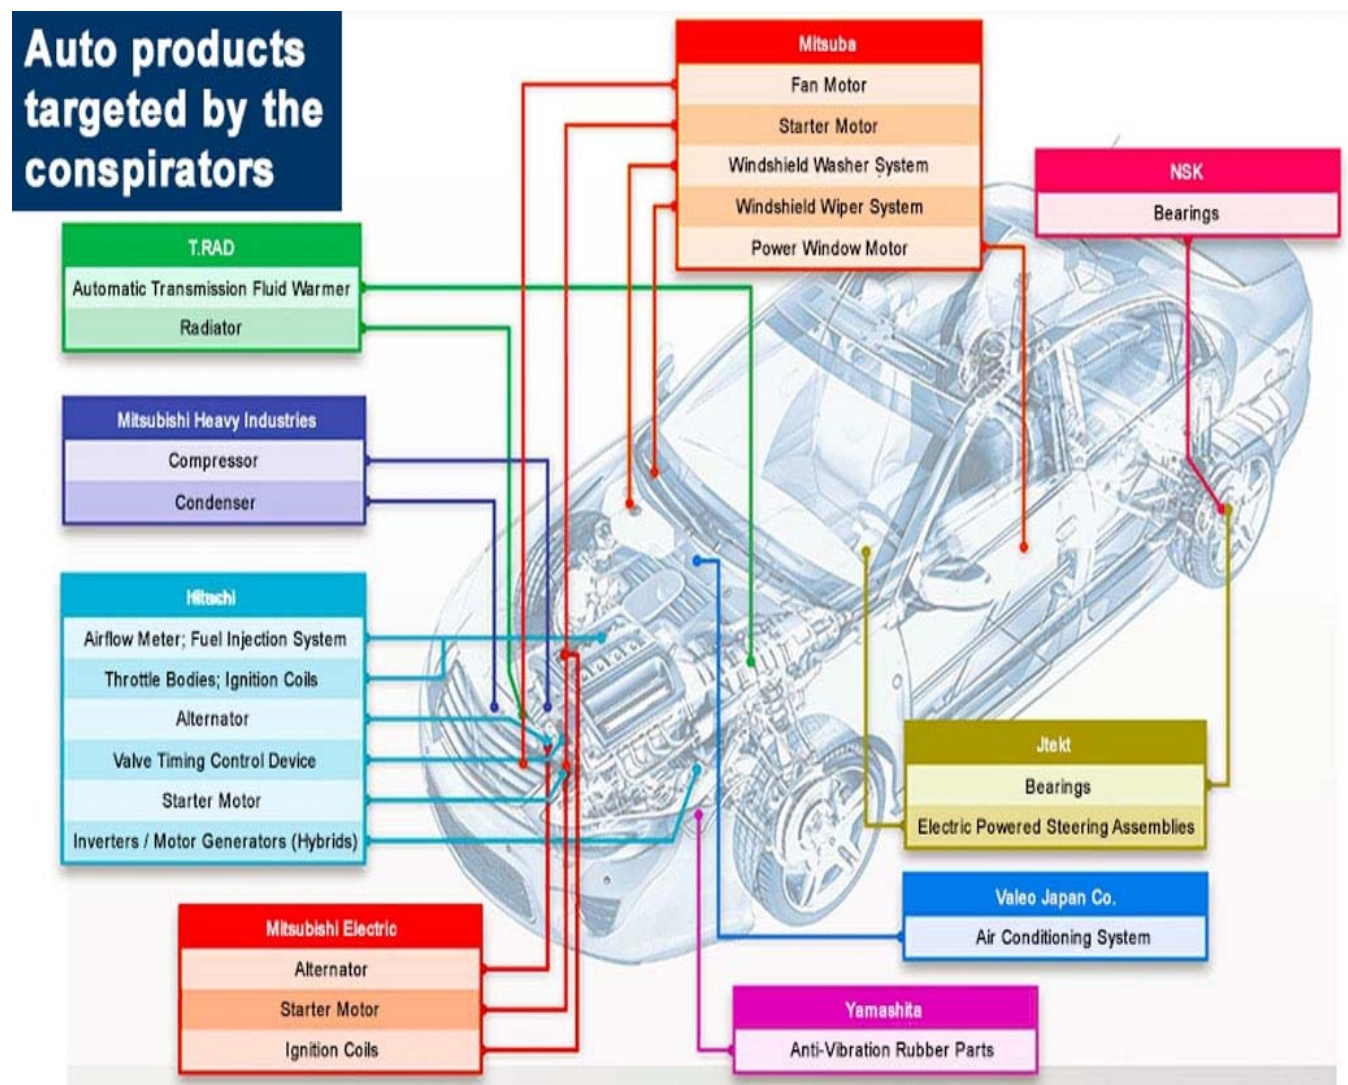 Auto products
targeted by the
conspirators
Mitsuba
Fan Motor
Starter Motor
Windshield Washer System
Windshield Wiper System
Power Window Motor
NSK
Bearings
T.RAD
Automatic Transmission Fluid Warmer
Radiator
Mitsubishi Heavy Industries
Compressor
Condenser
Hitachi
Airflow Meter; Fuel Injection System
Throttle Bodies; Ignition Coils
Alternator
Valve Timing Control Device
Starter Motor
Inverters / Motor Generators (Hybrids)
Jtekt
Bearings
Electric Powered Steering Assemblies
Valeo Japan Co.
Air Conditioning System
Mitsubishi Electric
Alternator
Starter Motor
Ignition Coils
Yamashita
Anti-Vibration Rubber Parts